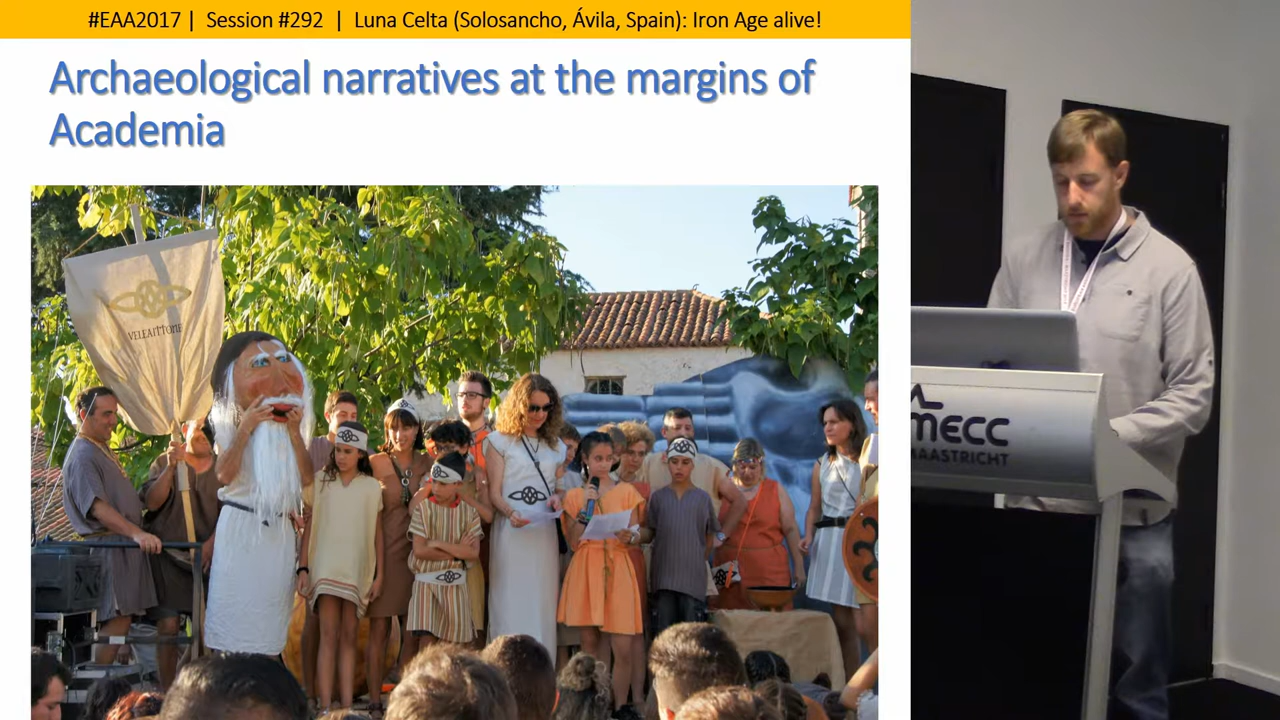 #EAA2017 | Session #292 | Luna Celta (Solosancho, Ávila, Spain): Iron Age alive!
Archaeological narratives at the margins of
Academia
mecc
MAASTRICHT